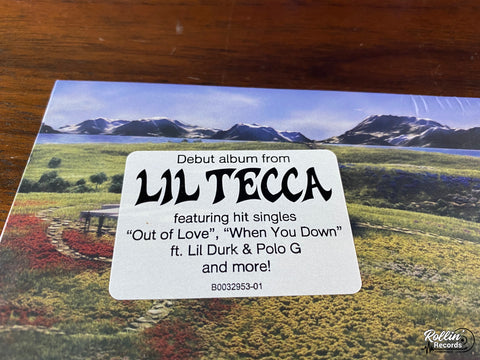 Debut album from
LIL TECCA
featuring hit singles
“Out of Love”, “When You Down”
ft. Lil Durk & Polo G
and more!
B0032953-01
Rollin'
Records